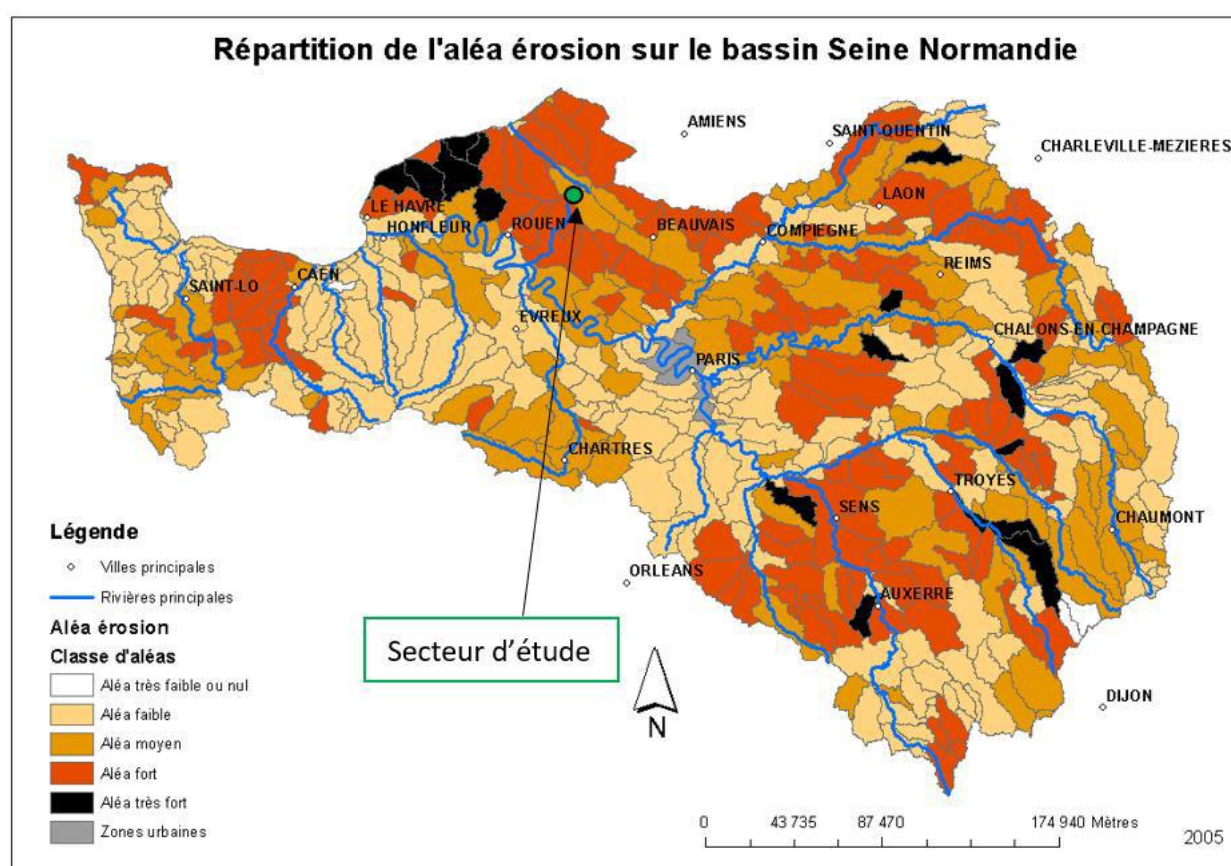 Répartition de l'aléa érosion sur le bassin Seine Normandie
AMIENS
SAINT-QUENTIN
CHARLEVILLE-MEZIERES
LAON
LE HAVRE
HONFLEUR
ROUEN
BEAUVAIS
COMPIEGNE
REIMS
SAINT-LO
CAEN
EVREUX
CHALONS-EN-CHAMPAGNE
PARIS
CHARTRES
TROYES
SENS
CHAUMONT
ORLEANS
AUXERRE
DIJON
Secteur d'étude
N
Légende
Villes principales
Rivières principales
Aléa érosion
Classe d'aléas
Aléa très faible ou nul
Aléa faible
Aléa moyen
Aléa fort
Aléa très fort
Zones urbaines
0 43 735 87 470 174 940 Mètres
2005